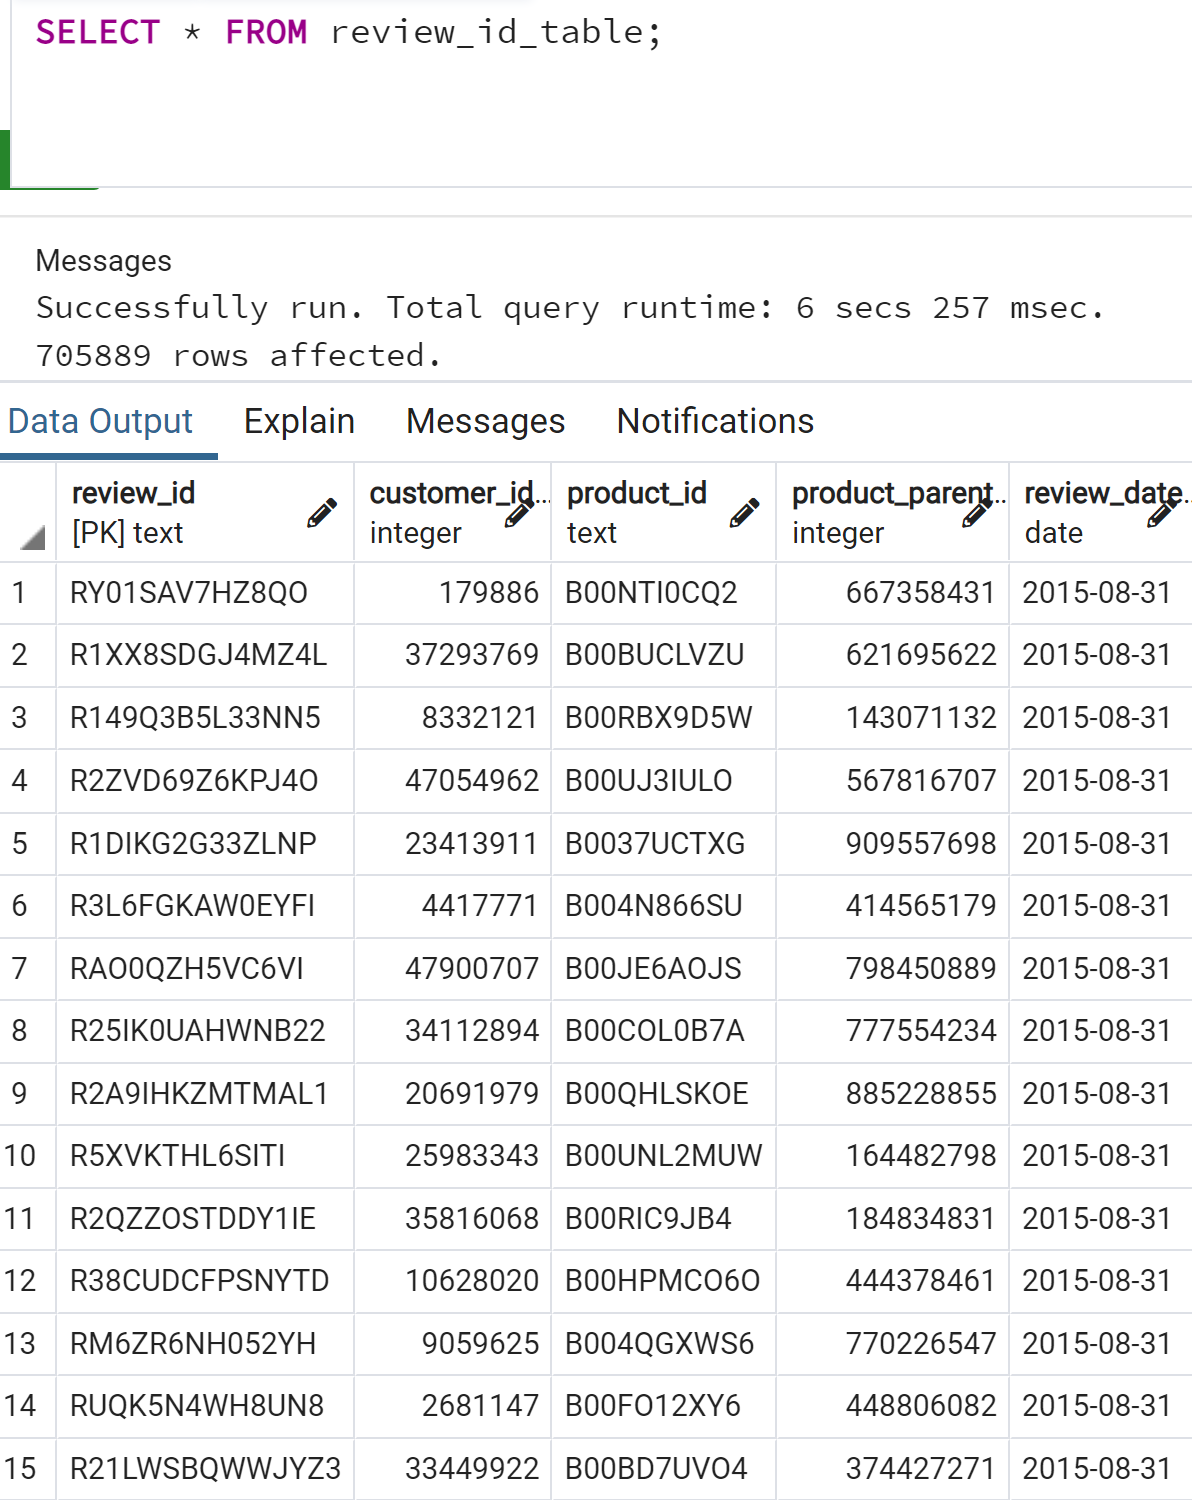 SELECT * FROM review_id_table;
Messages
Successfully run. Total query runtime: 6 secs 257 msec.
705889 rows affected.
Data Output Explain Messages Notifications
review_id customer_id... product_id product_parent... review_date...
[PK] text integer text integer date
1 RY01SAV7HZ8QO 179886 B00NTI0CQ2 667358431 2015-08-31
2 R1XX8SDGJ4MZ4L 37293769 B00BUCLVZU 621695622 2015-08-31
3 R149Q3B5L33NN5 8332121 B00RBX9D5W 143071132 2015-08-31
4 R2ZVD69Z6KPJ4O 47054962 B00UJ3IULO 567816707 2015-08-31
5 R1DIKG2G33ZLNP 23413911 B0037UCTXG 909557698 2015-08-31
6 R3L6FGKAW0EYFI 4417771 B004N866SU 414565179 2015-08-31
7 RAO0QZH5VC6VI 47900707 B00JE6AOJS 798450889 2015-08-31
8 R25IK0UAHWNB22 34112894 B00COL0B7A 777554234 2015-08-31
9 R2A9IHKZMTMAL1 20691979 B00QHLSKOE 885228855 2015-08-31
10 R5XVKTHL6SITI 25983343 B00UNL2MUW 164482798 2015-08-31
11 R2QZZOSTDDY1IE 35816068 B00RIC9JB4 184834831 2015-08-31
12 R38CUDCFPSNYTD 10628020 B00HPMCO6O 444378461 2015-08-31
13 RM6ZR6NH052YH 9059625 B004QGXWS6 770226547 2015-08-31
14 RUQK5N4WH8UN8 2681147 B00FO12XY6 448806082 2015-08-31
15 R21LWSBQWWJYZ3 33449922 B00BD7UVO4 374427271 2015-08-31